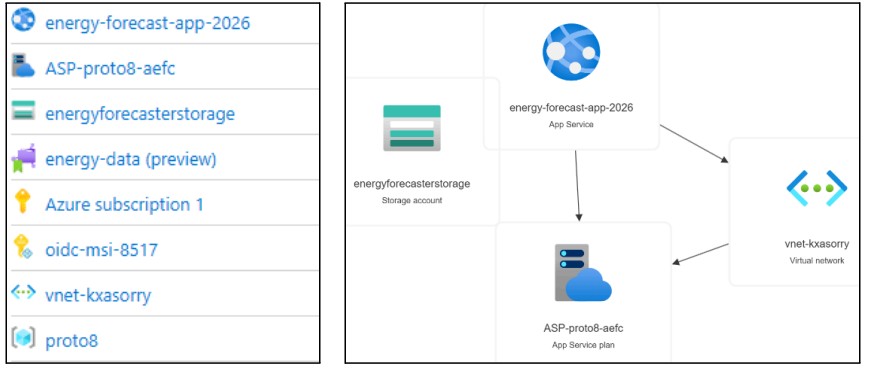 energy-forecast-app-2026
ASP-proto8-aefc
energyforecasterstorage
energy-data (preview)
Azure subscription 1
oidc-msi-8517
vnet-kxasorry
proto8
energy-forecast-app-2026
App Service
energyforecasterstorage
Storage account
vnet-kxasorry
Virtual network
ASP-proto8-aefc
App Service plan